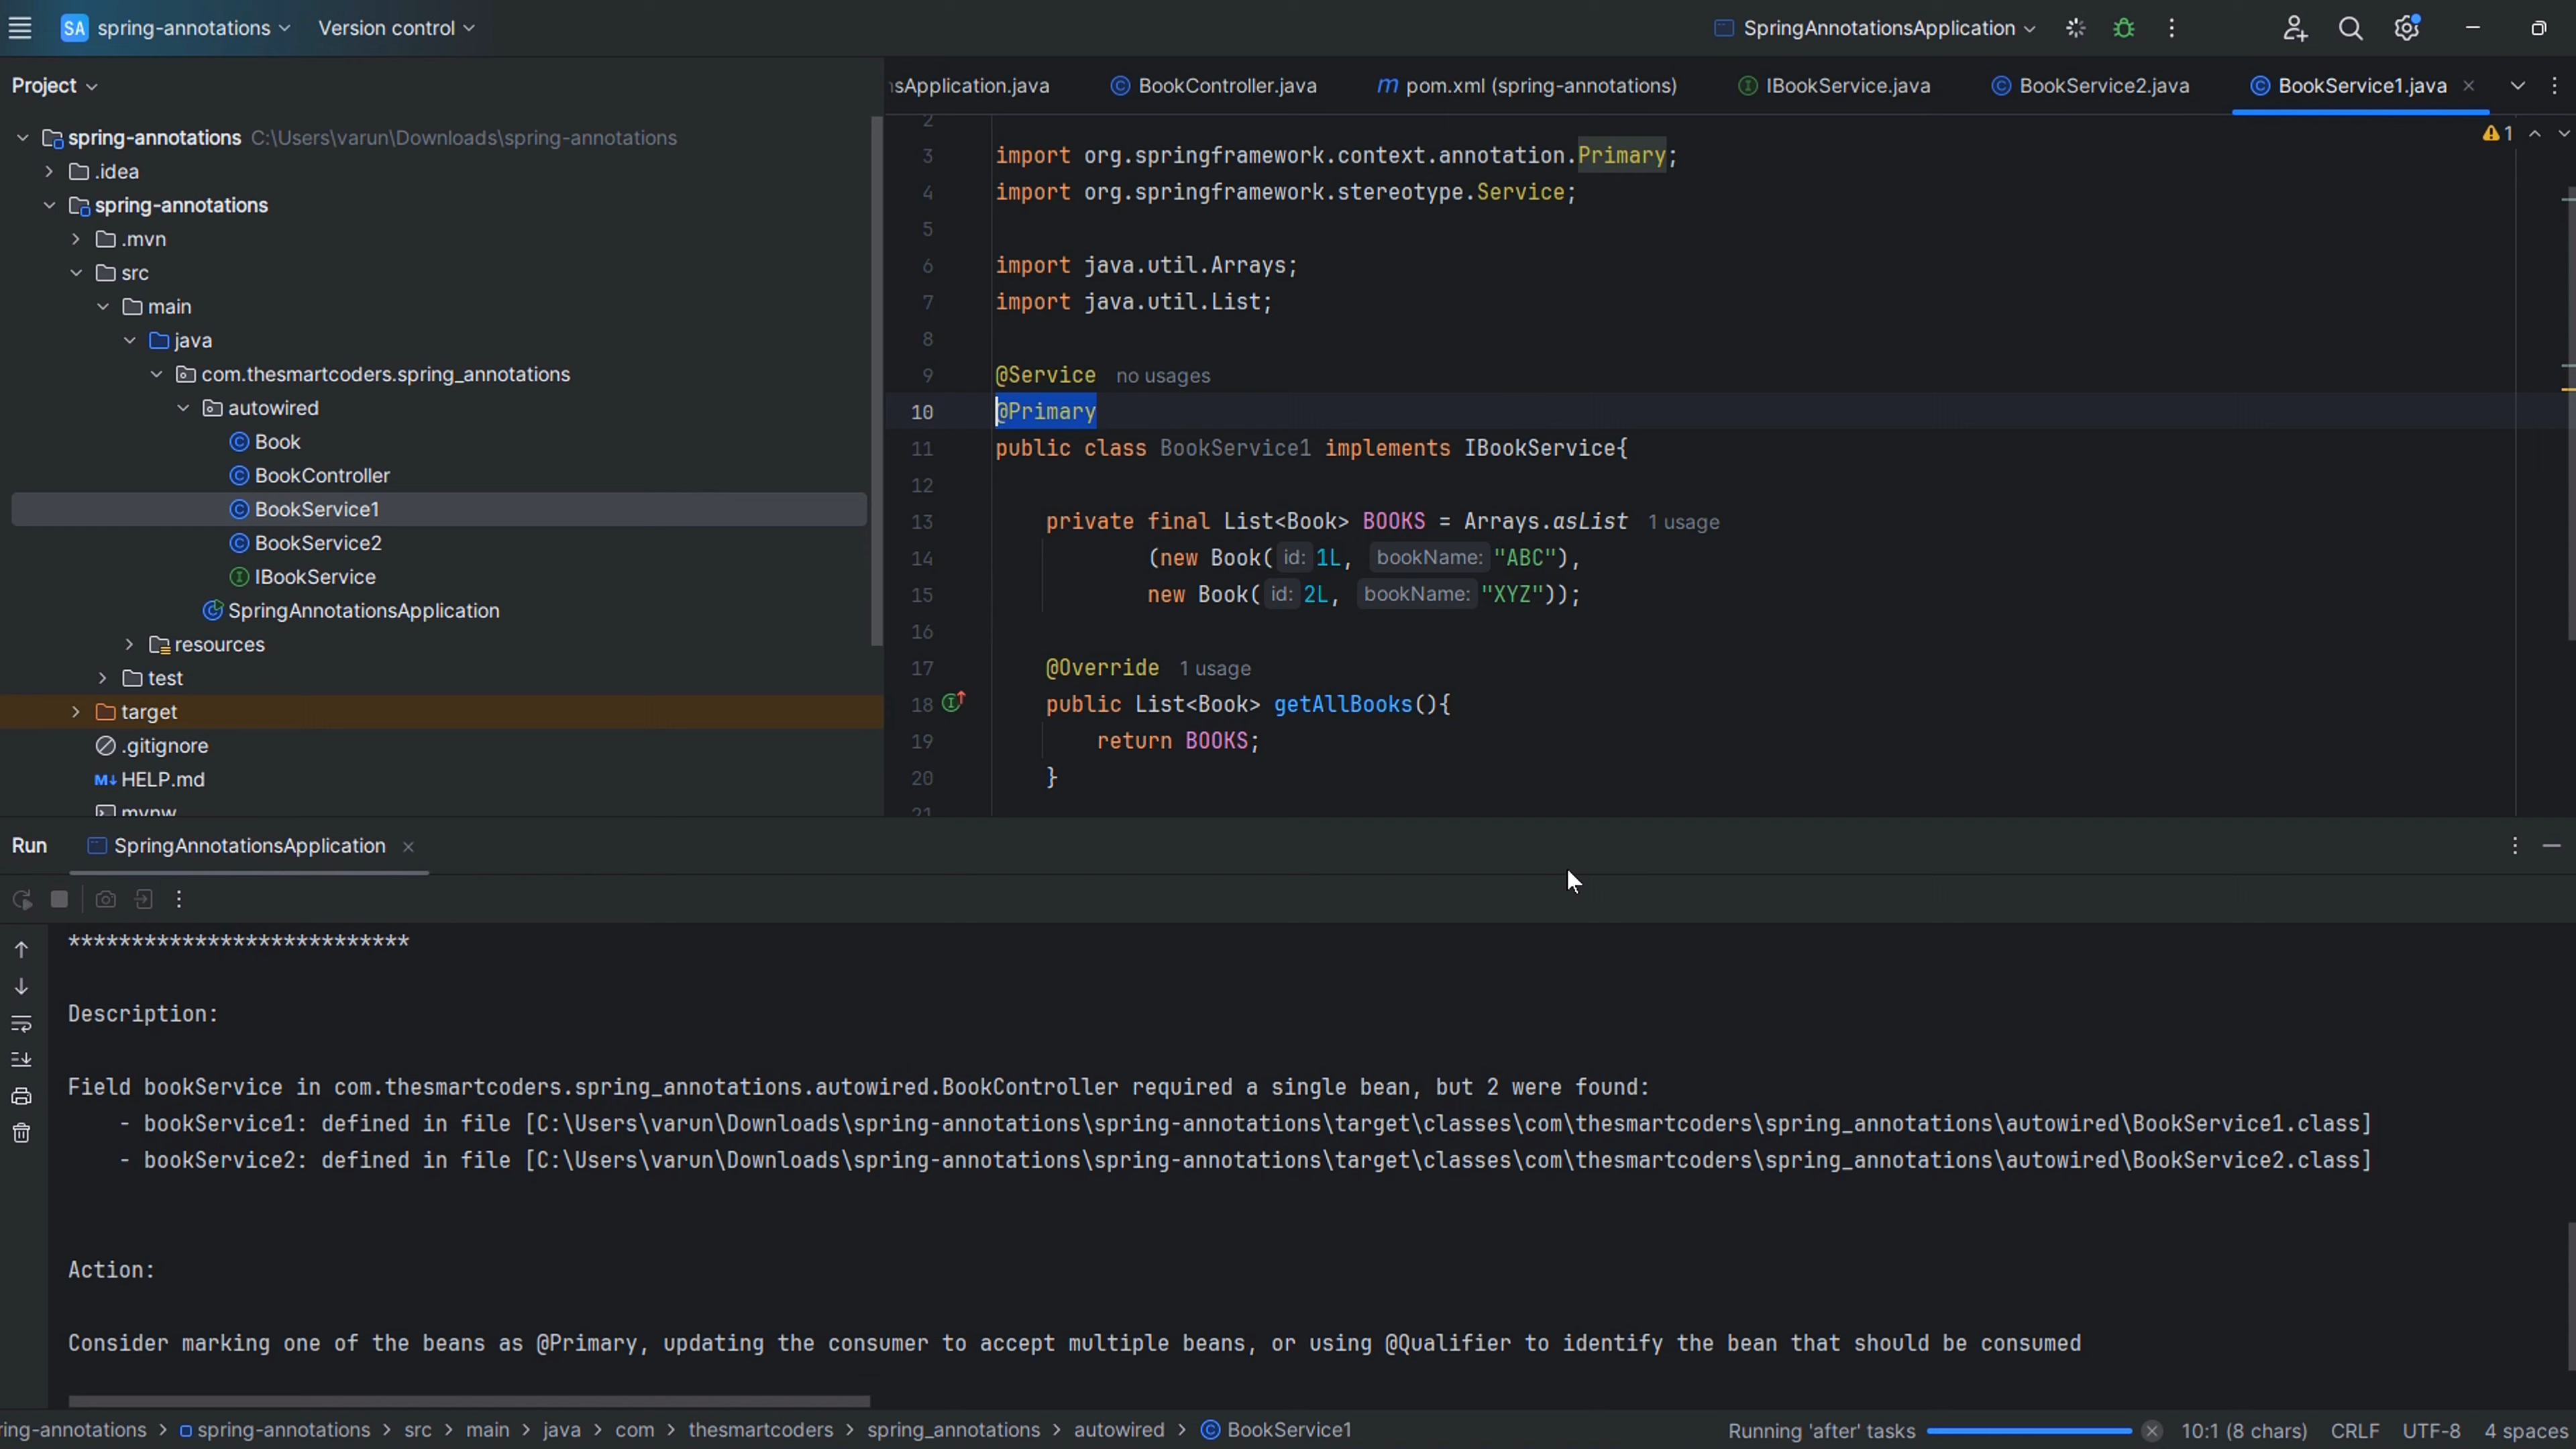 SA spring-annotations Version control SpringAnnotationsApplication
Project
sApplication.java BookController.java pom.xml (spring-annotations) IBookService.java BookService2.java BookService1.java
spring-annotations C:\Users\varun\Downloads\spring-annotations
.idea
spring-annotations
.mvn
src
main
java
com.thesmartcoders.spring_annotations
autowired
Book
BookController
BookService1
BookService2
IBookService
SpringAnnotationsApplication
resources
test
target
.gitignore
M↓ HELP.md
mvnw
1
2
3 import org.springframework.context.annotation.Primary;
4 import org.springframework.stereotype.Service;
5
6 import java.util.Arrays;
7 import java.util.List;
8
9 @Service no usages
10 @Primary
11 public class BookService1 implements IBookService{
12
13 private final List<Book> BOOKS = Arrays.asList 1 usage
14 (new Book( id: 1L, bookName: "ABC"),
15 new Book( id: 2L, bookName: "XYZ"));
16
17 @Override 1 usage
18 public List<Book> getAllBooks(){
19 return BOOKS;
20 }
21
Run SpringAnnotationsApplication
***************************
Description:
Field bookService in com.thesmartcoders.spring_annotations.autowired.BookController required a single bean, but 2 were found:
- bookService1: defined in file [C:\Users\varun\Downloads\spring-annotations\spring-annotations\target\classes\com\thesmartcoders\spring_annotations\autowired\BookService1.class]
- bookService2: defined in file [C:\Users\varun\Downloads\spring-annotations\spring-annotations\target\classes\com\thesmartcoders\spring_annotations\autowired\BookService2.class]
Action:
Consider marking one of the beans as @Primary, updating the consumer to accept multiple beans, or using @Qualifier to identify the bean that should be consumed
ring-annotations > spring-annotations > src > main > java > com > thesmartcoders > spring_annotations > autowired > BookService1 Running 'after' tasks 10:1 (8 chars) CRLF UTF-8 4 spaces